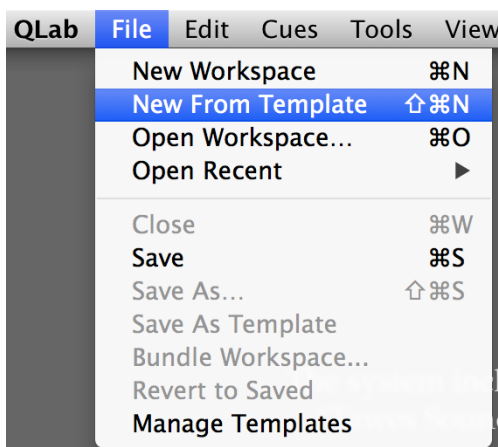 QLab File Edit Cues Tools View
New Workspace ⌘N
New From Template ⇧⌘N
Open Workspace... ⌘O
Open Recent ▶
Close ⌘W
Save ⌘S
Save As... ⇧⌘S
Save As Template
Bundle Workspace...
Revert to Saved
Manage Templates